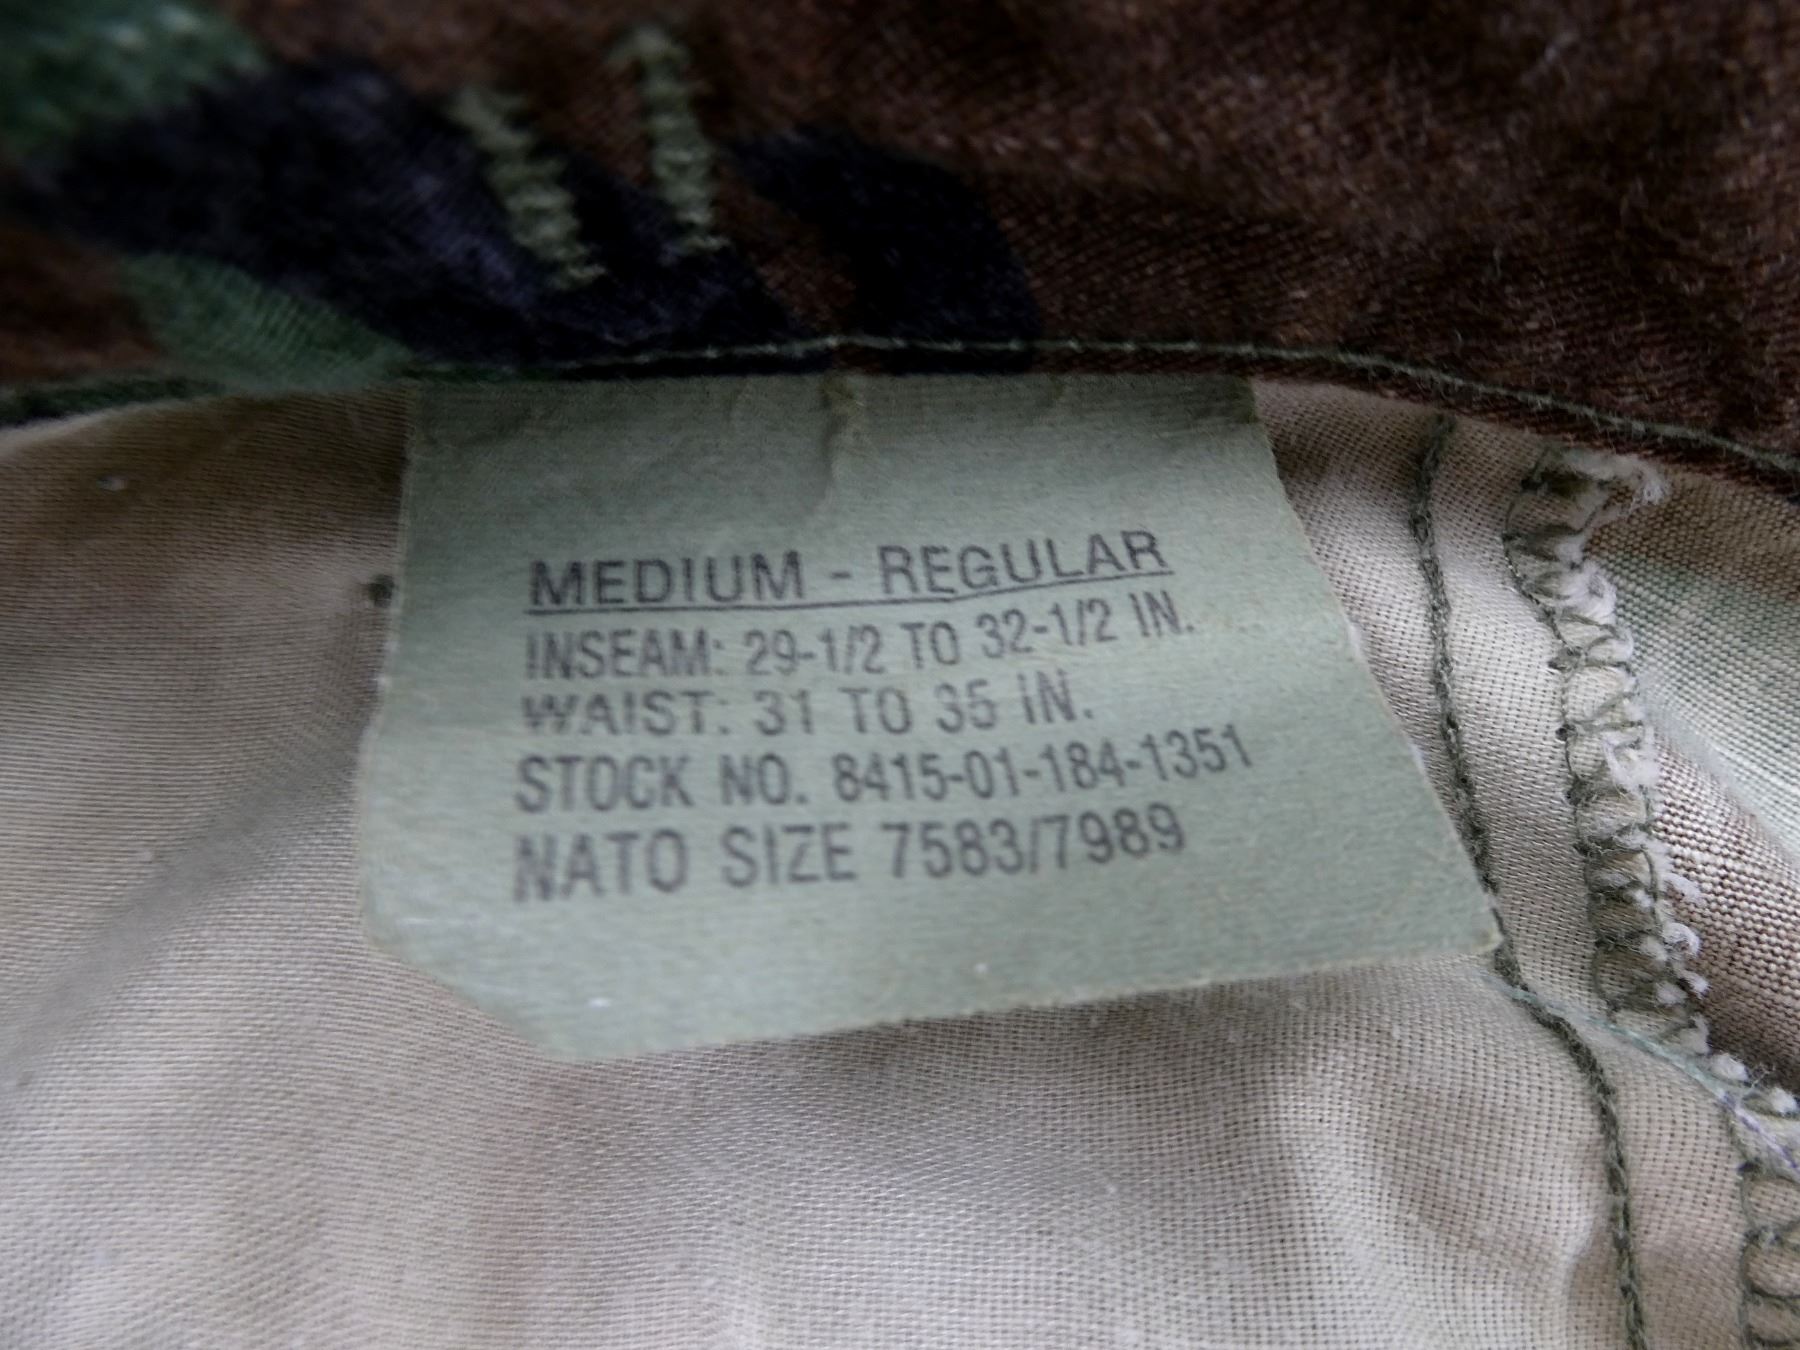 MEDIUM - REGULAR
INSEAM: 29-1/2 TO 32-1/2 IN.
WAIST: 31 TO 35 IN.
STOCK NO. 8415-01-184-1351
NATO SIZE 7583/7989